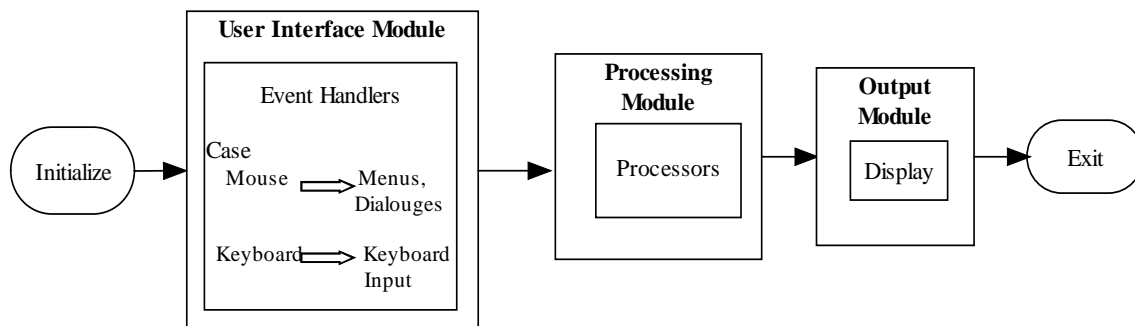 Initialize
User Interface Module
Event Handlers
Case
Mouse
Menus,
Dialouges
Keyboard
Keyboard
Input
Processing
Module
Processors
Output
Module
Display
Exit